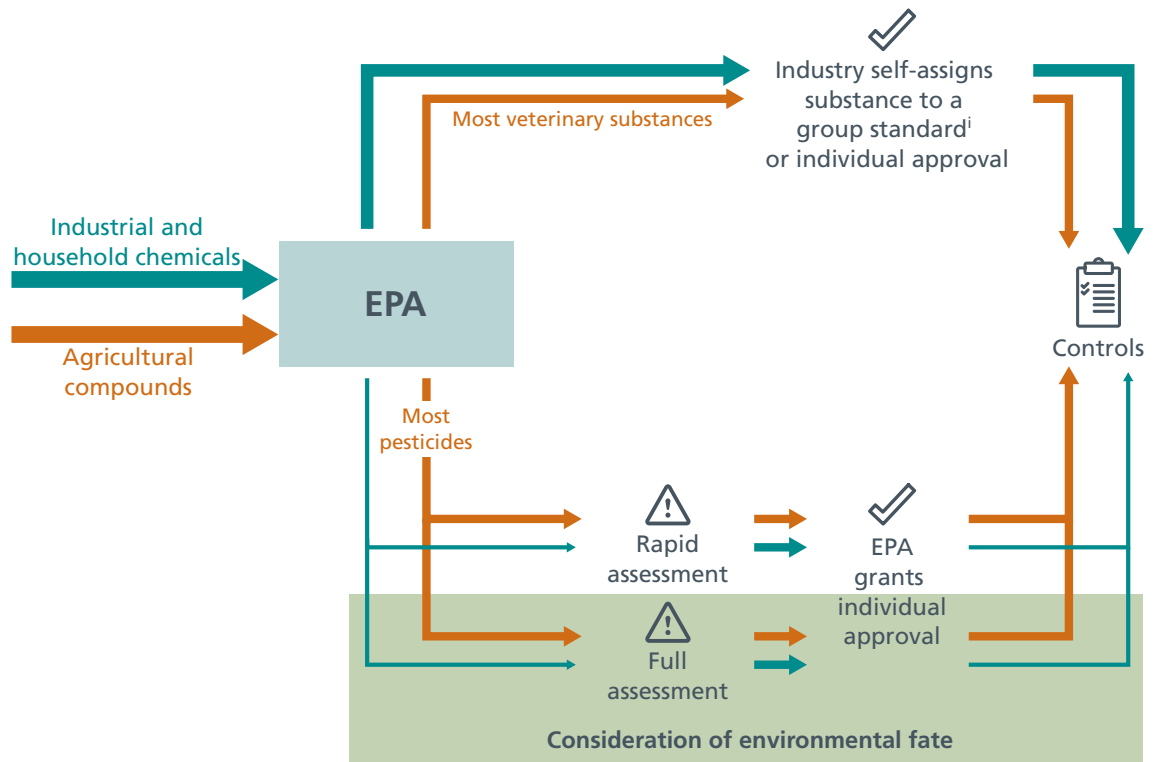 Industry self-assigns
substance to a
group standardⁱ
or individual approval
Most veterinary substances
Industrial and
household chemicals
EPA
Agricultural
compounds
Controls
Most
pesticides
Rapid
assessment
EPA
grants
individual
approval
Full
assessment
Consideration of environmental fate